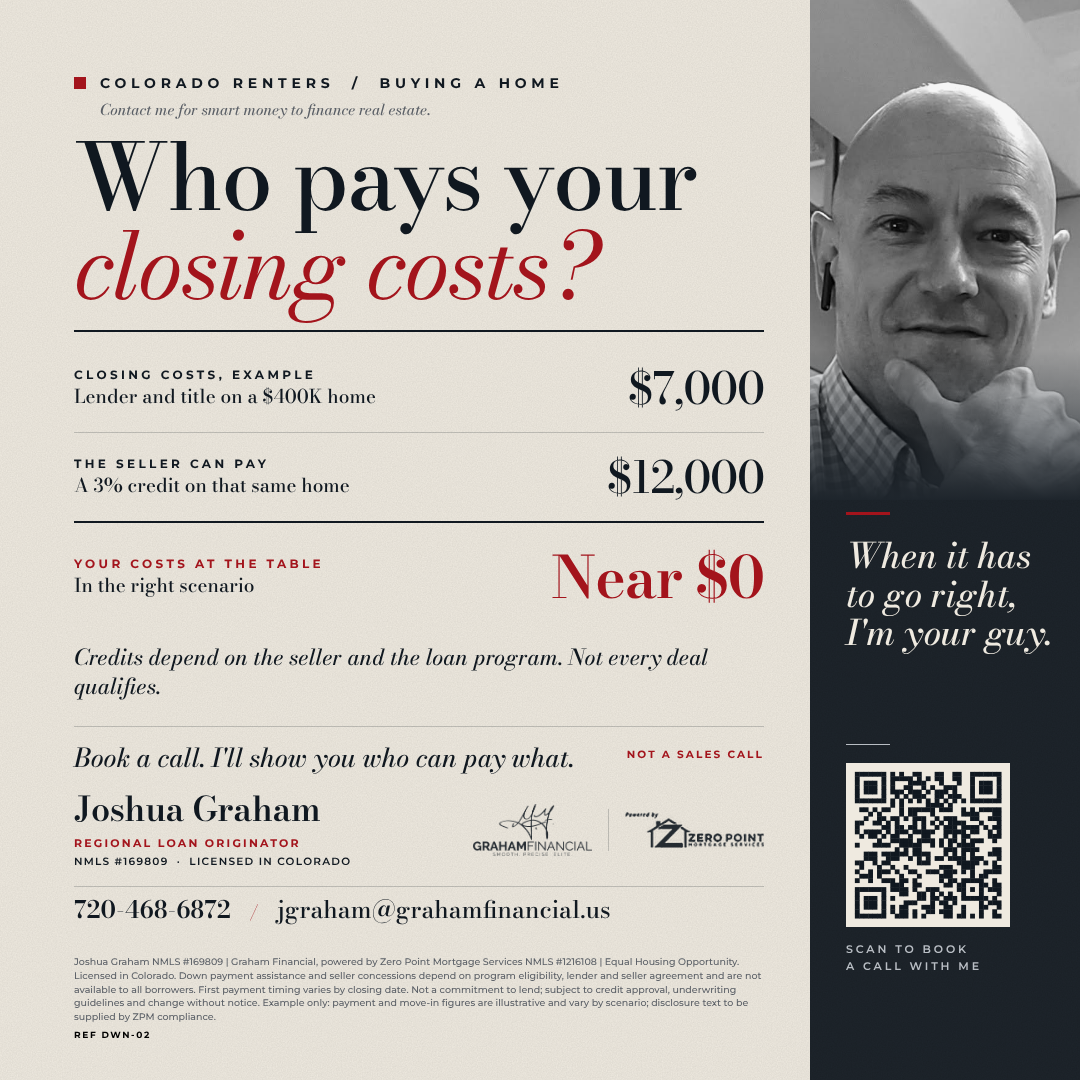 COLORADO RENTERS / BUYING A HOME
Contact me for smart money to finance real estate.
Who pays your
closing costs?
CLOSING COSTS, EXAMPLE
Lender and title on a $400K home
$7,000
THE SELLER CAN PAY
A 3% credit on that same home
$12,000
YOUR COSTS AT THE TABLE
In the right scenario
Near $0
Credits depend on the seller and the loan program. Not every deal
qualifies.
Book a call. I'll show you who can pay what.
NOT A SALES CALL
Joshua Graham
REGIONAL LOAN ORIGINATOR
NMLS #169809 · LICENSED IN COLORADO
GRAHAMFINANCIAL
SMOOTH. PRECISE. ELITE.
Powered by
ZERO POINT
MORTGAGE SERVICES
720-468-6872 / jgraham@grahamfinancial.us
Joshua Graham NMLS #169809 | Graham Financial, powered by Zero Point Mortgage Services NMLS #1216108 | Equal Housing Opportunity.
Licensed in Colorado. Down payment assistance and seller concessions depend on program eligibility, lender and seller agreement and are not
available to all borrowers. First payment timing varies by closing date. Not a commitment to lend; subject to credit approval, underwriting
guidelines and change without notice. Example only: payment and move-in figures are illustrative and vary by scenario; disclosure text to be
supplied by ZPM compliance.
REF DWN-02
When it has
to go right,
I'm your guy.
SCAN TO BOOK
A CALL WITH ME